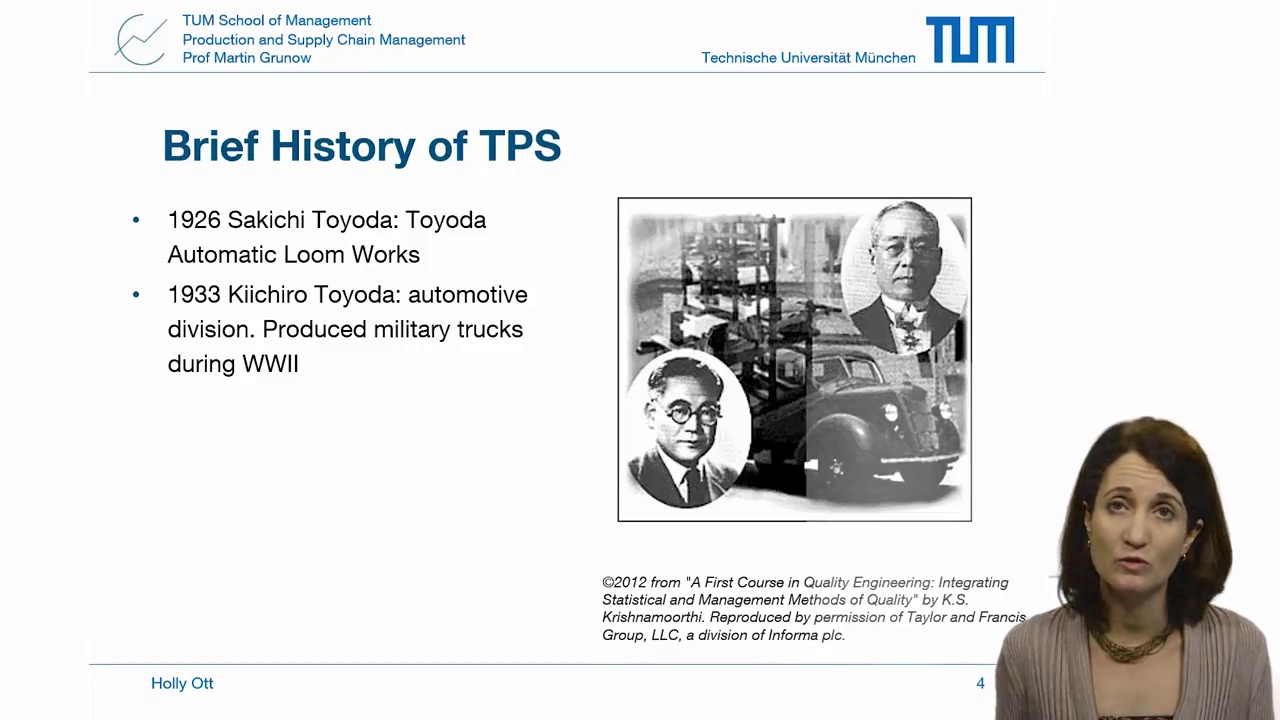 TUM School of Management
Production and Supply Chain Management
Prof Martin Grunow
Technische Universität München
TUM
Brief History of TPS
• 1926 Sakichi Toyoda: Toyoda
Automatic Loom Works
• 1933 Kiichiro Toyoda: automotive
division. Produced military trucks
during WWII
©2012 from "A First Course in Quality Engineering: Integrating
Statistical and Management Methods of Quality" by K.S.
Krishnamoorthi. Reproduced by permission of Taylor and Francis
Group, LLC, a division of Informa plc.
Holly Ott
4